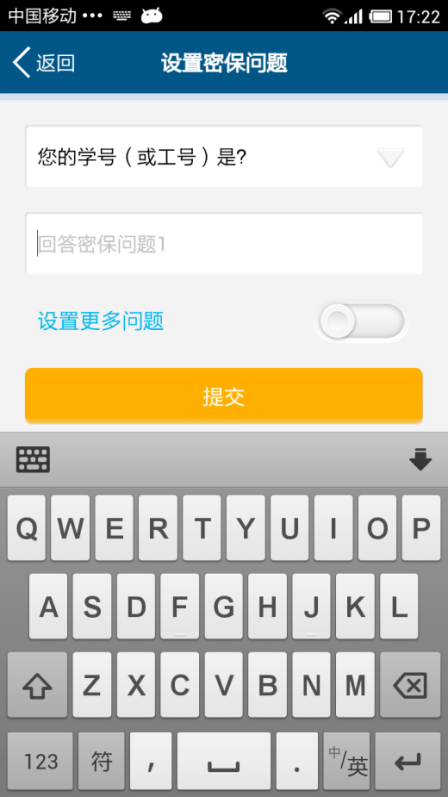 中国移动 ••• 17:22
返回 设置密保问题
您的学号（或工号）是?
回答密保问题1
设置更多问题
提交
Q W E R T Y U I O P
A S D F G H J K L
Z X C V B N M
123 符 , . 中/英